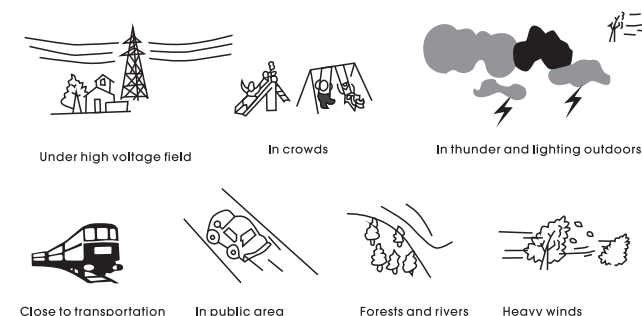 Under high voltage field
In crowds
In thunder and lighting outdoors
Close to transportation
In public area
Forests and rivers
Heavy winds